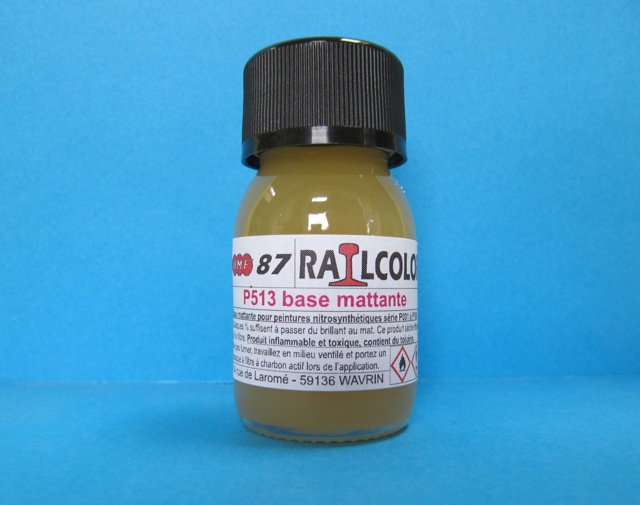 87 RAILCOLO
P513 base mattante
mattante pour peintures nitrosynthétiques série P001 à
% suffisent à passer du brillant au mat. Ce produit sèche
Produit inflammable et toxique, contient du toluène.
fumer, travaillez en milieu ventilé et portez un
à filtre à charbon actif lors de l'application.
rue de Laromé - 59136 WAVRIN